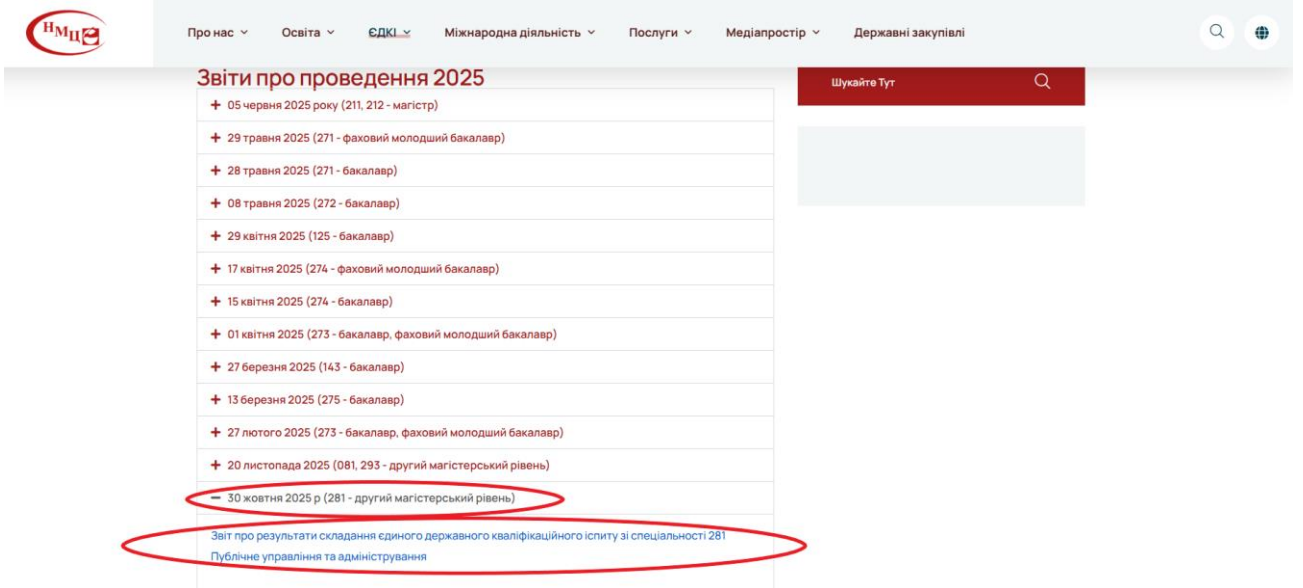 НМЦ
Про нас
Освіта
ЄДКІ
Міжнародна діяльність
Послуги
Медіапростір
Державні закупівлі
Звіти про проведення 2025
Шукайте Тут
+ 05 червня 2025 року (211, 212 - магістр)
+ 29 травня 2025 (271 - фаховий молодший бакалавр)
+ 28 травня 2025 (271 - бакалавр)
+ 08 травня 2025 (272 - бакалавр)
+ 29 квітня 2025 (125 - бакалавр)
+ 17 квітня 2025 (274 - фаховий молодший бакалавр)
+ 15 квітня 2025 (274 - бакалавр)
+ 01 квітня 2025 (273 - бакалавр, фаховий молодший бакалавр)
+ 27 березня 2025 (143 - бакалавр)
+ 13 березня 2025 (275 - бакалавр)
+ 27 лютого 2025 (273 - бакалавр, фаховий молодший бакалавр)
+ 20 листопада 2025 (081, 293 - другий магістерський рівень)
− 30 жовтня 2025 р (281 - другий магістерський рівень)
Звіт про результати складання єдиного державного кваліфікаційного іспиту зі спеціальності 281
Публічне управління та адміністрування